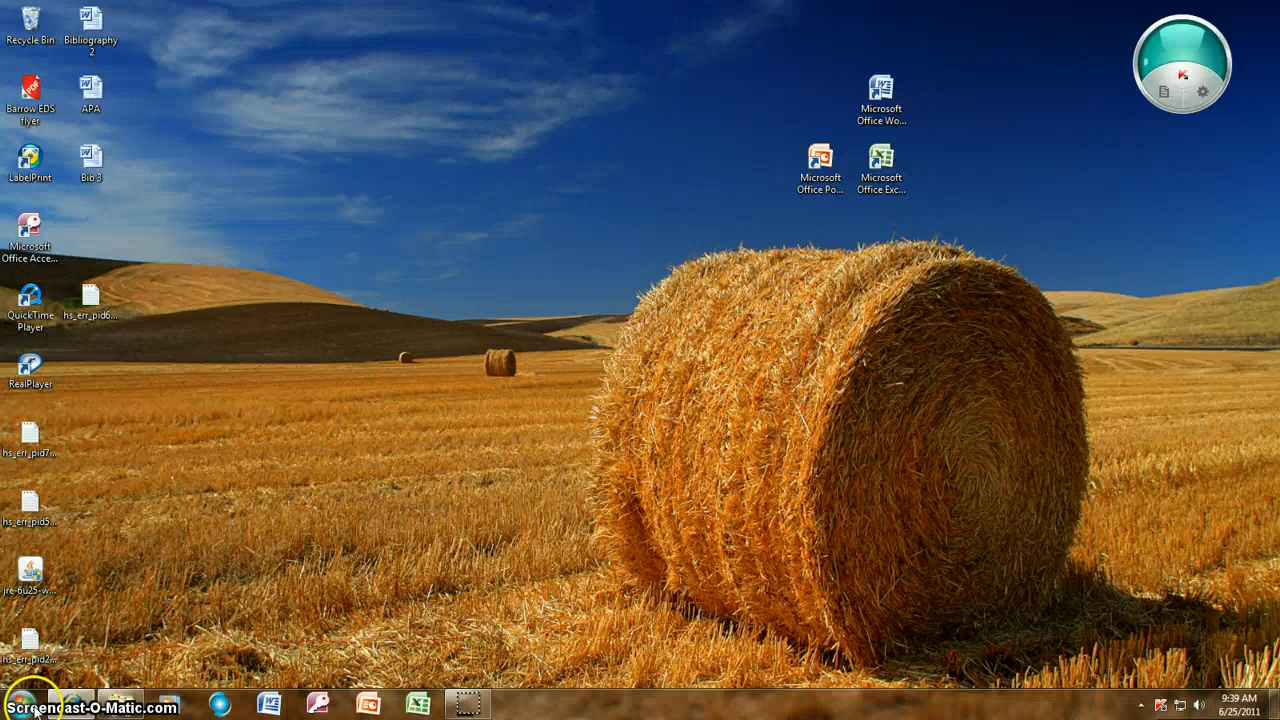 Recycle Bin
Bibliography
2
Barrow EDS
flyer
APA
LabelPrint
Bib 3
Microsoft
Office Acce...
QuickTime
Player
hs_err_pid6...
RealPlayer
hs_err_pid7...
hs_err_pid5...
jre-6u25-w...
hs_err_pid2...
Microsoft
Office Wo...
Microsoft
Office Po...
Microsoft
Office Exc...
Screencast-O-Matic.com
9:39 AM
6/25/2011